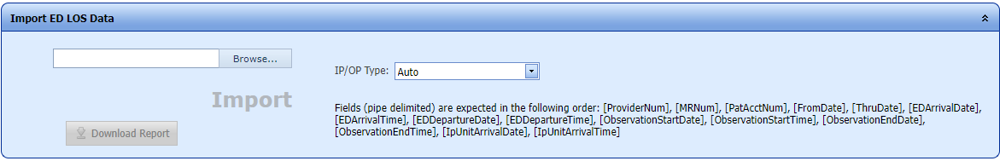 Import ED LOS Data
Browse...
IP/OP Type: Auto
Import
Fields (pipe delimited) are expected in the following order: [ProviderNum], [MRNum], [PatAcctNum], [FromDate], [ThruDate], [EDArrivalDate],
[EDArrivalTime], [EDDepartureDate], [EDDepartureTime], [ObservationStartDate], [ObservationStartTime], [ObservationEndDate],
[ObservationEndTime], [IpUnitArrivalDate], [IpUnitArrivalTime]
Download Report